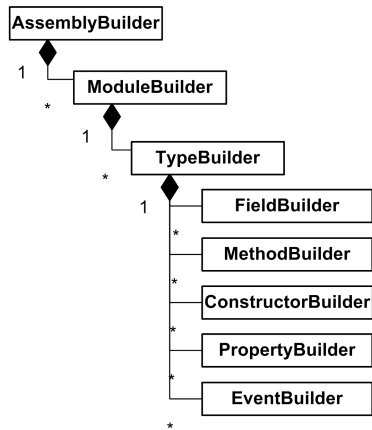 AssemblyBuilder
1
*
ModuleBuilder
1
*
TypeBuilder
1
FieldBuilder
*
MethodBuilder
*
ConstructorBuilder
*
PropertyBuilder
*
EventBuilder
*